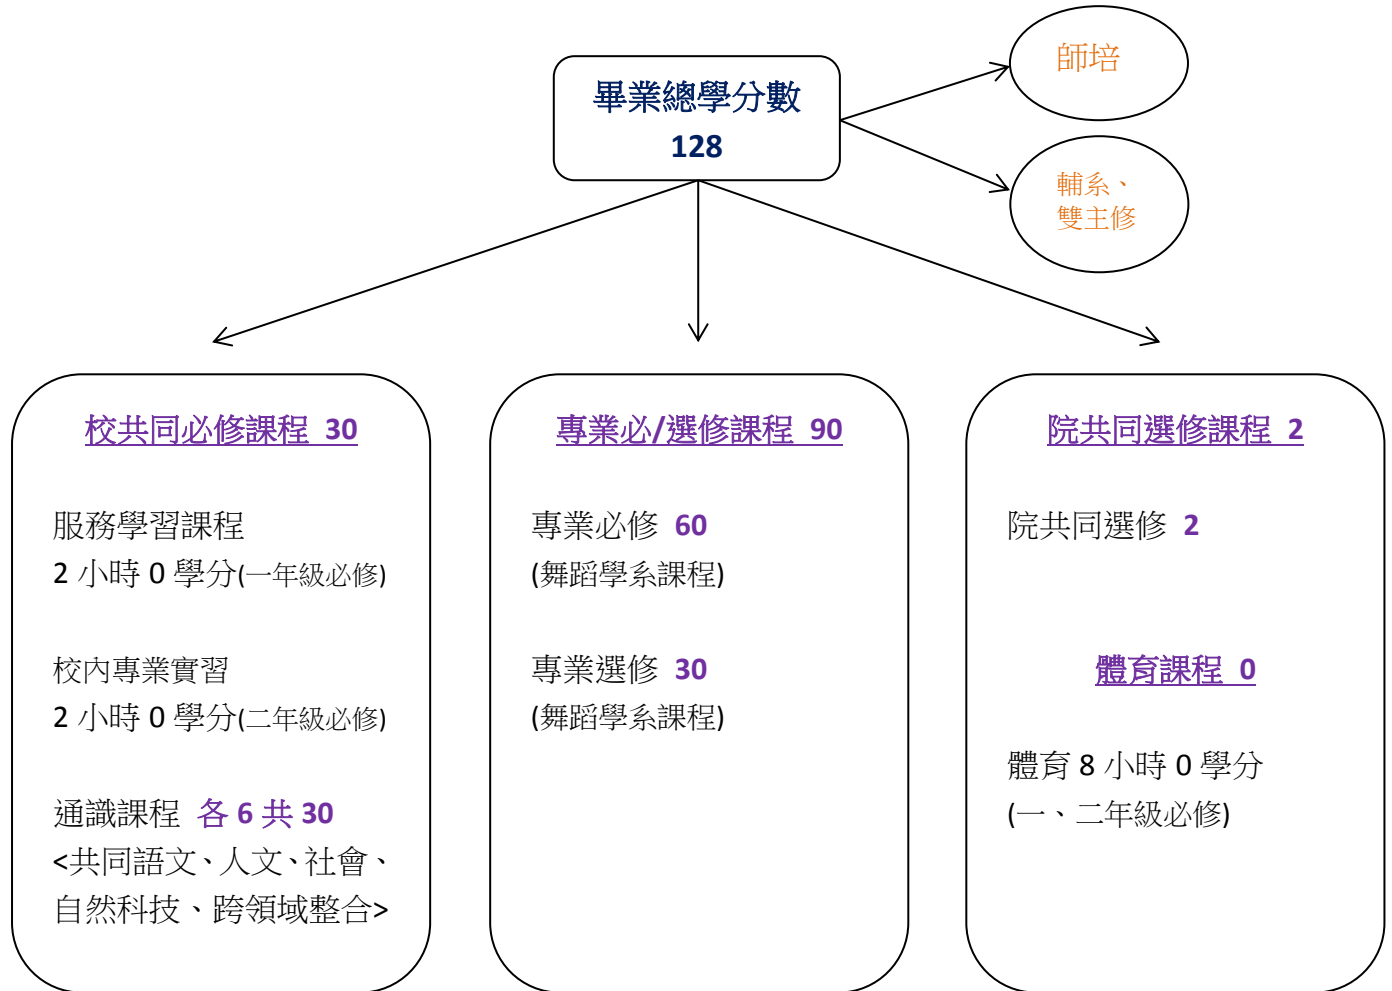 師培
畢業總學分數
128
輔系、
雙主修
校共同必修課程 30
服務學習課程
2 小時 0 學分(一年級必修)
校內專業實習
2 小時 0 學分(二年級必修)
通識課程 各 6 共 30
<共同語文、人文、社會、
自然科技、跨領域整合>
專業必/選修課程 90
專業必修 60
(舞蹈學系課程)
專業選修 30
(舞蹈學系課程)
院共同選修課程 2
院共同選修 2
體育課程 0
體育 8 小時 0 學分
(一、二年級必修)